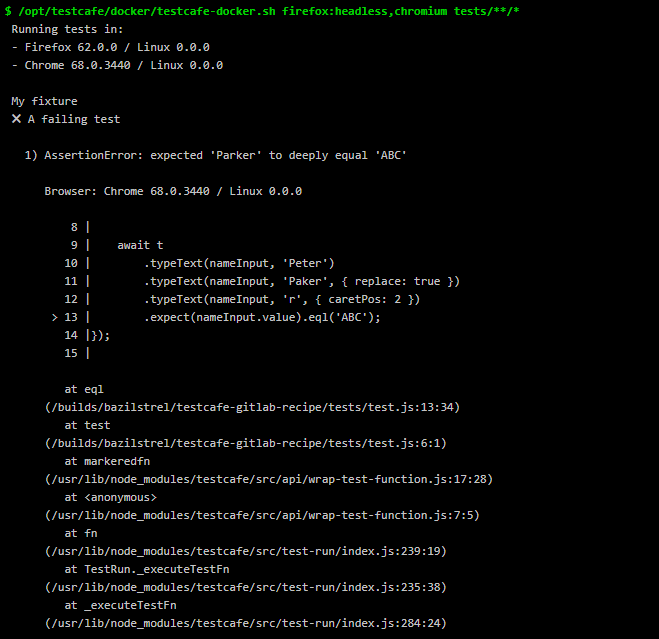 $ /opt/testcafe/docker/testcafe-docker.sh firefox:headless,chromium tests/**/*
Running tests in:
- Firefox 62.0.0 / Linux 0.0.0
- Chrome 68.0.3440 / Linux 0.0.0
My fixture
✕ A failing test
1) AssertionError: expected 'Parker' to deeply equal 'ABC'
Browser: Chrome 68.0.3440 / Linux 0.0.0
8 |
9 |    await t
10 |        .typeText(nameInput, 'Peter')
11 |        .typeText(nameInput, 'Paker', { replace: true })
12 |        .typeText(nameInput, 'r', { caretPos: 2 })
> 13 |        .expect(nameInput.value).eql('ABC');
14 |});
15 |
at eql
(/builds/bazilstrel/testcafe-gitlab-recipe/tests/test.js:13:34)
at test
(/builds/bazilstrel/testcafe-gitlab-recipe/tests/test.js:6:1)
at markeredfn
(/usr/lib/node_modules/testcafe/src/api/wrap-test-function.js:17:28)
at <anonymous>
(/usr/lib/node_modules/testcafe/src/api/wrap-test-function.js:7:5)
at fn
(/usr/lib/node_modules/testcafe/src/test-run/index.js:239:19)
at TestRun._executeTestFn
(/usr/lib/node_modules/testcafe/src/test-run/index.js:235:38)
at _executeTestFn
(/usr/lib/node_modules/testcafe/src/test-run/index.js:284:24)